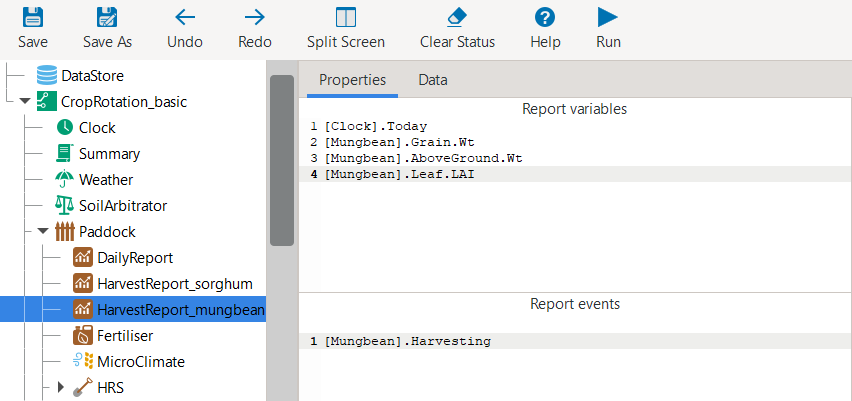 Save
Save As
Undo
Redo
Split Screen
Clear Status
Help
Run
DataStore
CropRotation_basic
Clock
Summary
Weather
SoilArbitrator
Paddock
DailyReport
HarvestReport_sorghum
HarvestReport_mungbean
Fertiliser
MicroClimate
HRS
Properties
Data
Report variables
1 [Clock].Today
2 [Mungbean].Grain.Wt
3 [Mungbean].AboveGround.Wt
4 [Mungbean].Leaf.LAI
Report events
1 [Mungbean].Harvesting